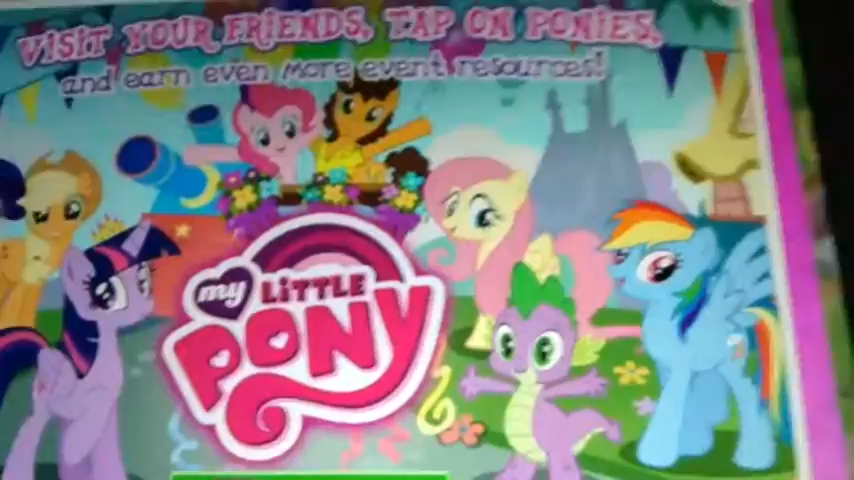 VISIT YOUR FRIENDS, TAP ON PONIES,
and earn even more event resources!
my LiTTLE
PONY